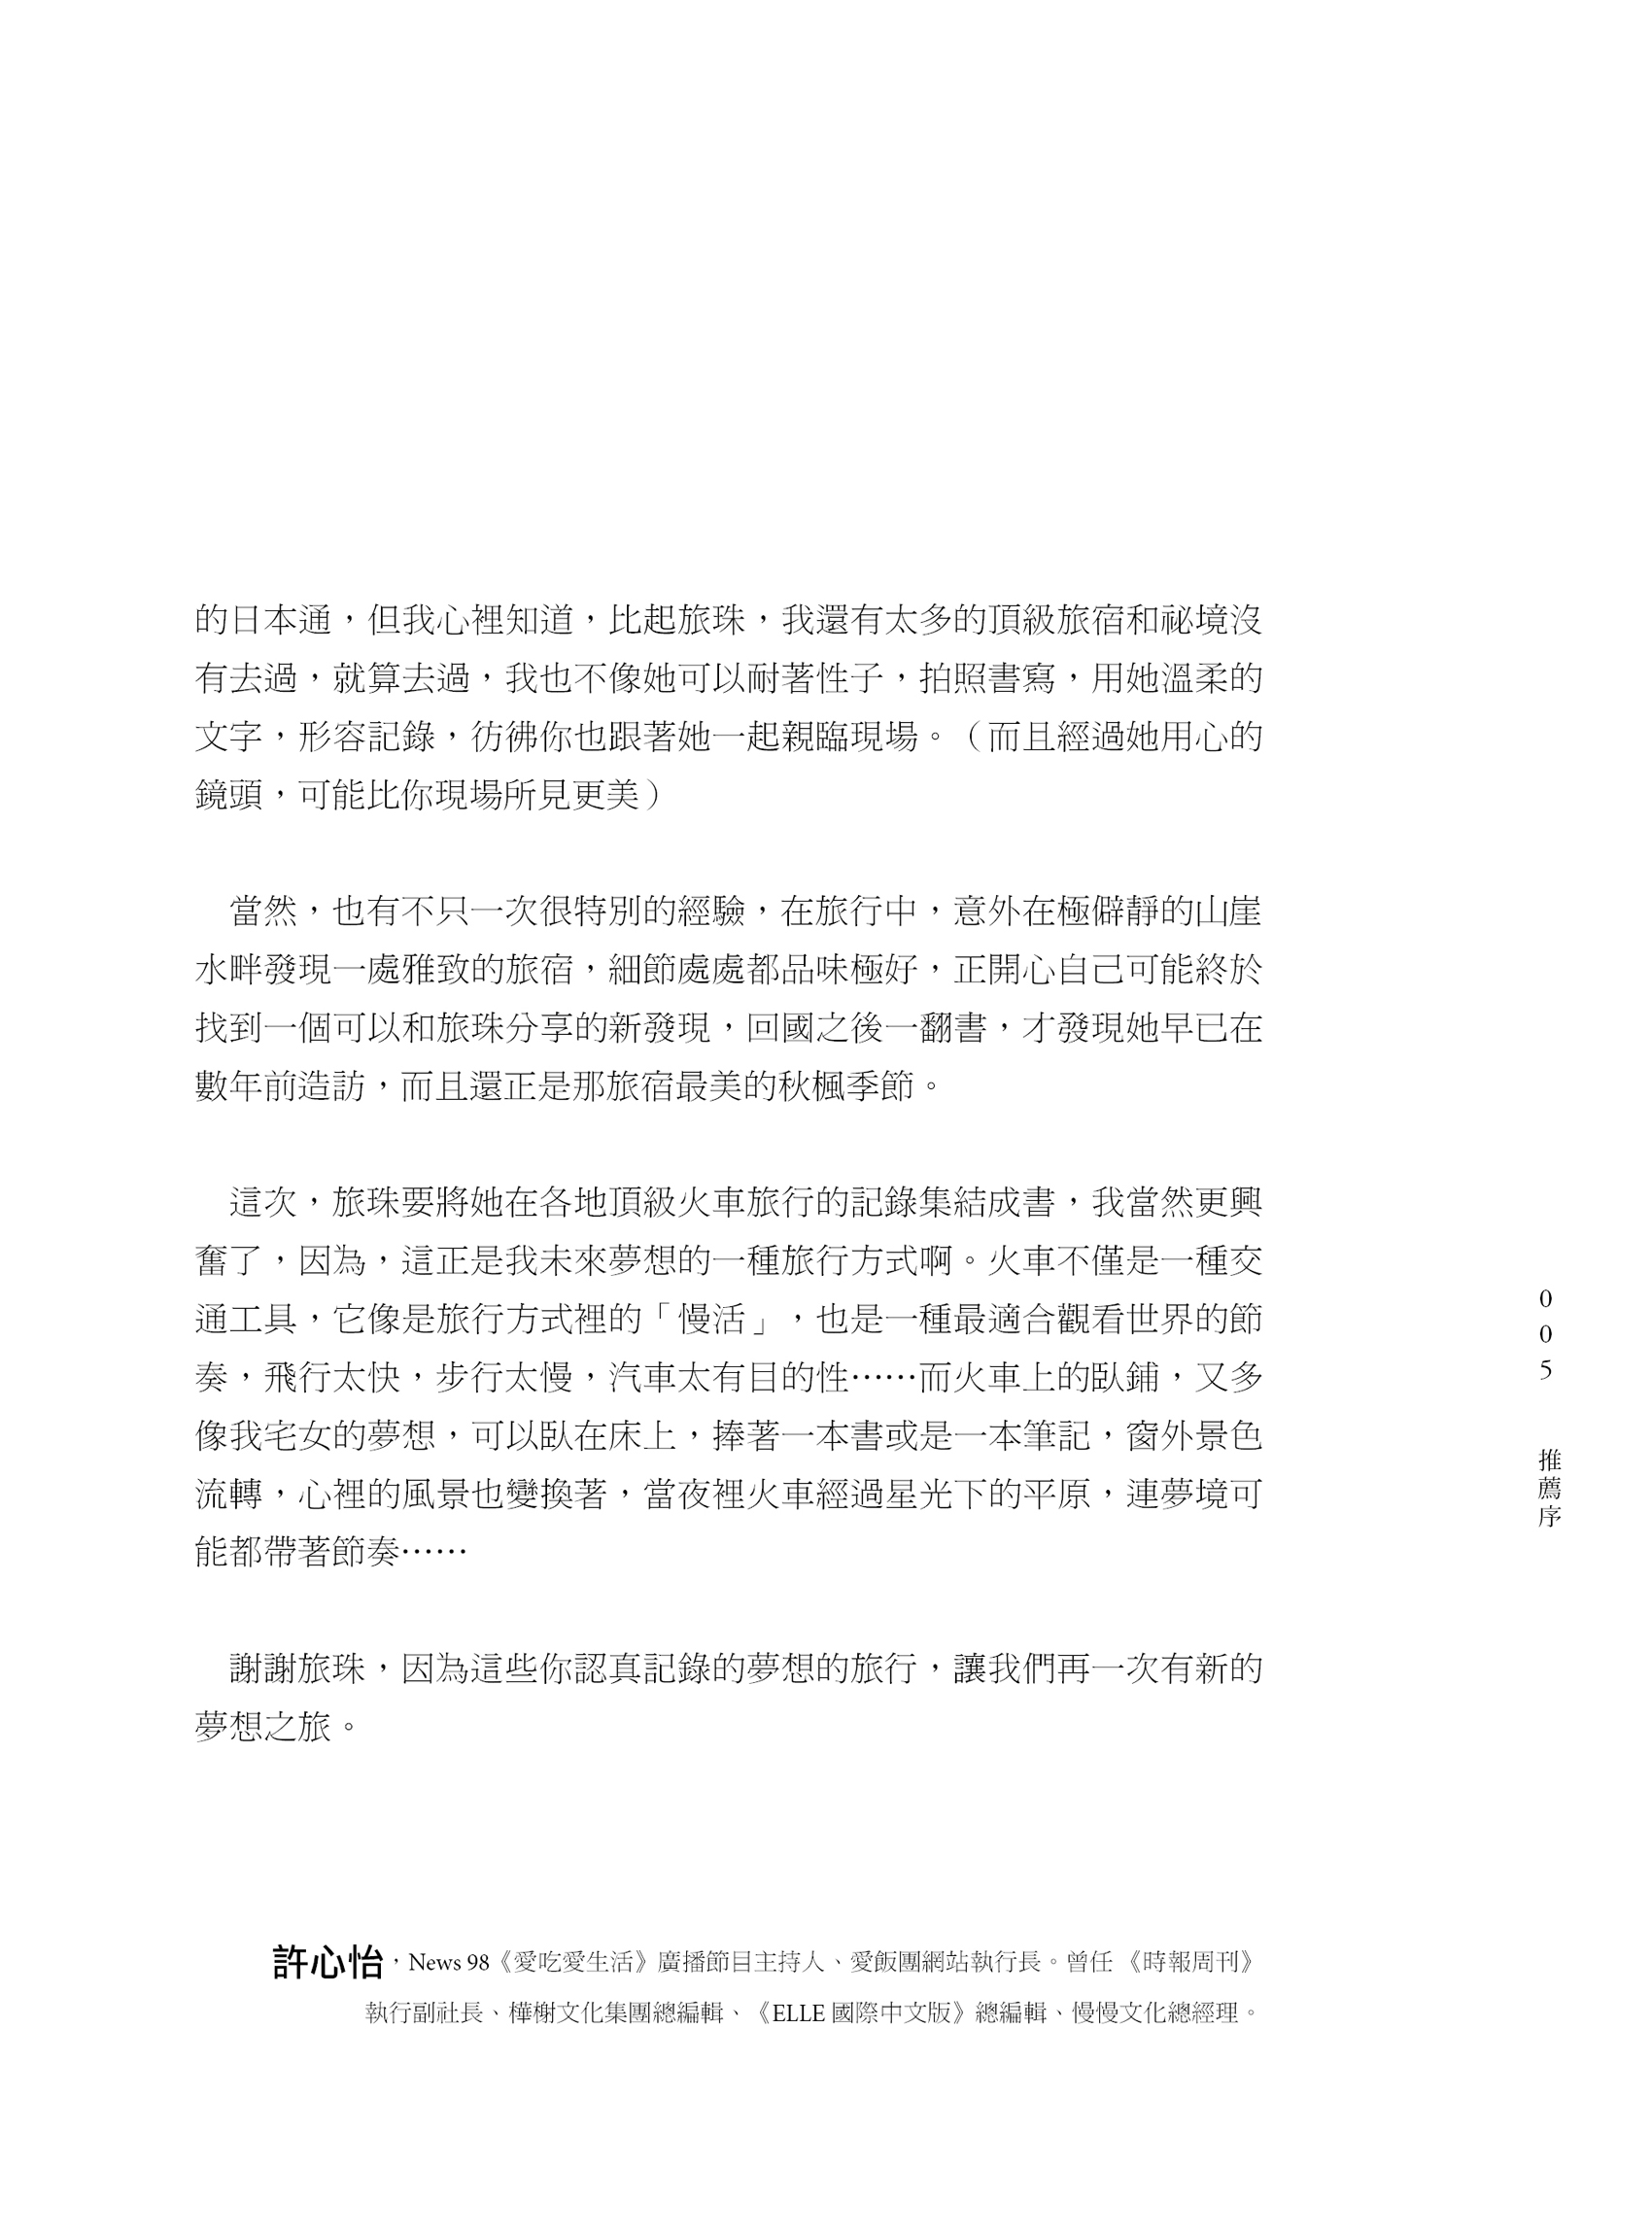 的日本通，但我心裡知道，比起旅珠，我還有太多的頂級旅宿和祕境沒
有去過，就算去過，我也不像她可以耐著性子，拍照書寫，用她溫柔的
文字，形容記錄，彷彿你也跟著她一起親臨現場。（而且經過她用心的
鏡頭，可能比你現場所見更美）
當然，也有不只一次很特別的經驗，在旅行中，意外在極僻靜的山崖
水畔發現一處雅致的旅宿，細節處處都品味極好，正開心自己可能終於
找到一個可以和旅珠分享的新發現，回國之後一翻書，才發現她早已在
數年前造訪，而且還正是那旅宿最美的秋楓季節。
這次，旅珠要將她在各地頂級火車旅行的記錄集結成書，我當然更興
奮了，因為，這正是我未來夢想的一種旅行方式啊。火車不僅是一種交
通工具，它像是旅行方式裡的「慢活」，也是一種最適合觀看世界的節
奏，飛行太快，步行太慢，汽車太有目的性……而火車上的臥鋪，又多
像我宅女的夢想，可以臥在床上，捧著一本書或是一本筆記，窗外景色
流轉，心裡的風景也變換著，當夜裡火車經過星光下的平原，連夢境可
能都帶著節奏……
謝謝旅珠，因為這些你認真記錄的夢想的旅行，讓我們再一次有新的
夢想之旅。
許心怡，News 98《愛吃愛生活》廣播節目主持人、愛飯團網站執行長。曾任《時報周刊》
執行副社長、樺榭文化集團總編輯、《ELLE 國際中文版》總編輯、慢慢文化總經理。
005 推薦序